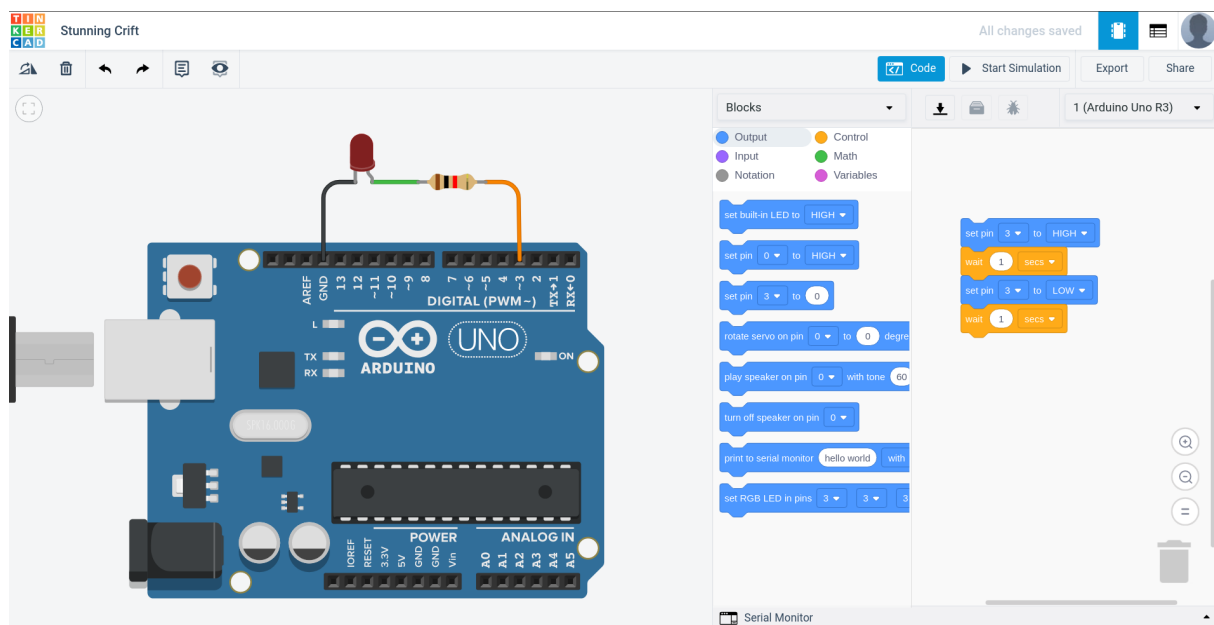 TIN
KER
CAD
Stunning Crift
All changes saved
Code
Start Simulation
Export
Share
Blocks
1 (Arduino Uno R3)
Output
Control
Input
Math
Notation
Variables
set built-in LED to HIGH
set pin 0 to HIGH
set pin 3 to 0
rotate servo on pin 0 to 0 degre
play speaker on pin 0 with tone 60
turn off speaker on pin 0
print to serial monitor hello world with
set RGB LED in pins 3 3 3
set pin 3 to HIGH
wait 1 secs
set pin 3 to LOW
wait 1 secs
AREF
GND
13
12
~11
~10
~9
8
7
~6
~5
4
~3
2
TX→1
RX←0
DIGITAL (PWM~)
L
TX
RX
ARDUINO
UNO
ON
POWER
ANALOG IN
IOREF
RESET
3.3V
5V
GND
GND
Vin
A0
A1
A2
A3
A4
A5
Serial Monitor